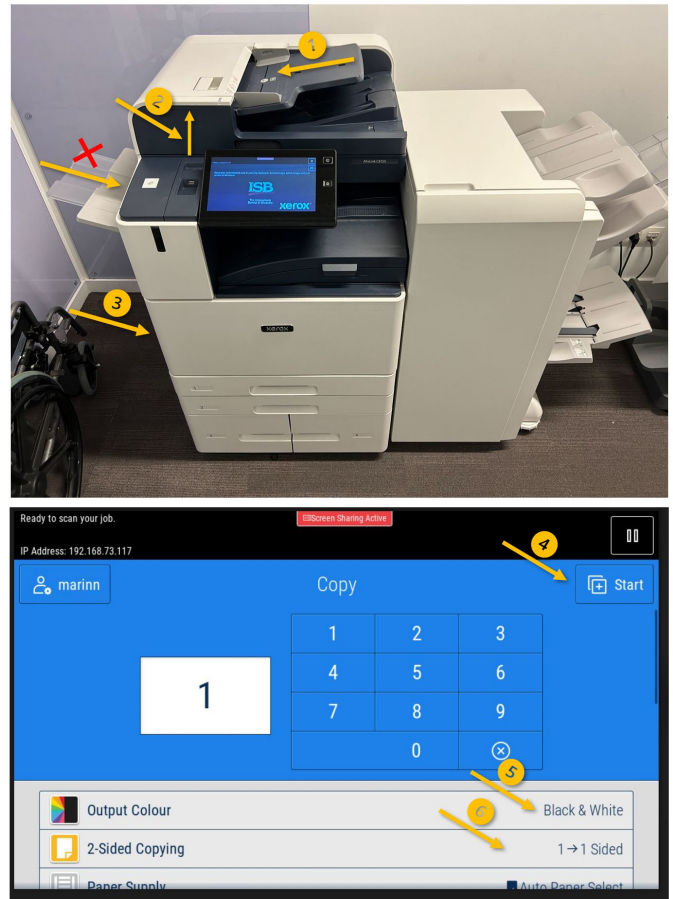 1
2
ISB
xerox™
3
xerox
Ready to scan your job.
Screen Sharing Active
4
IP Address: 192.168.73.117
marinn
Copy
Start
1 2 3
4 5 6
1
7 8 9
0
5
Output Colour
Black & White
6
2-Sided Copying
1→1 Sided
Paper Supply
Auto Paper Select